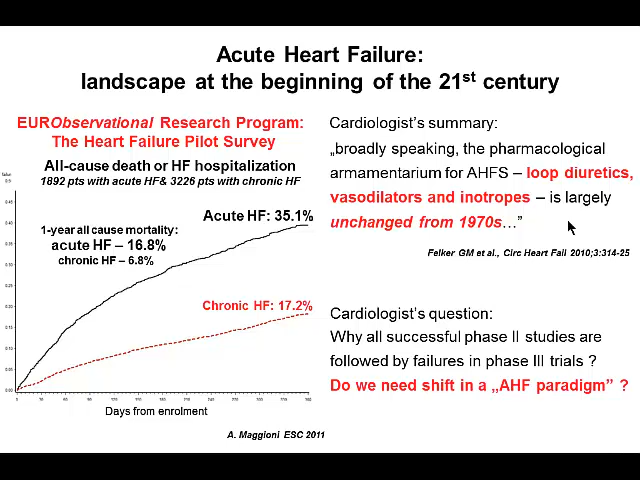 Acute Heart Failure:
landscape at the beginning of the 21st century
EURObservational Research Program:
The Heart Failure Pilot Survey
All-cause death or HF hospitalization
1892 pts with acute HF& 3226 pts with chronic HF
Acute HF: 35.1%
1-year all cause mortality:
acute HF – 16.8%
chronic HF – 6.8%
Chronic HF: 17.2%
Days from enrolment
A. Maggioni ESC 2011
Cardiologist's summary:
„broadly speaking, the pharmacological
armamentarium for AHFS – loop diuretics,
vasodilators and inotropes – is largely
unchanged from 1970s…”
Felker GM et al., Circ Heart Fail 2010;3:314-25
Cardiologist's question:
Why all successful phase II studies are
followed by failures in phase III trials ?
Do we need shift in a „AHF paradigm” ?